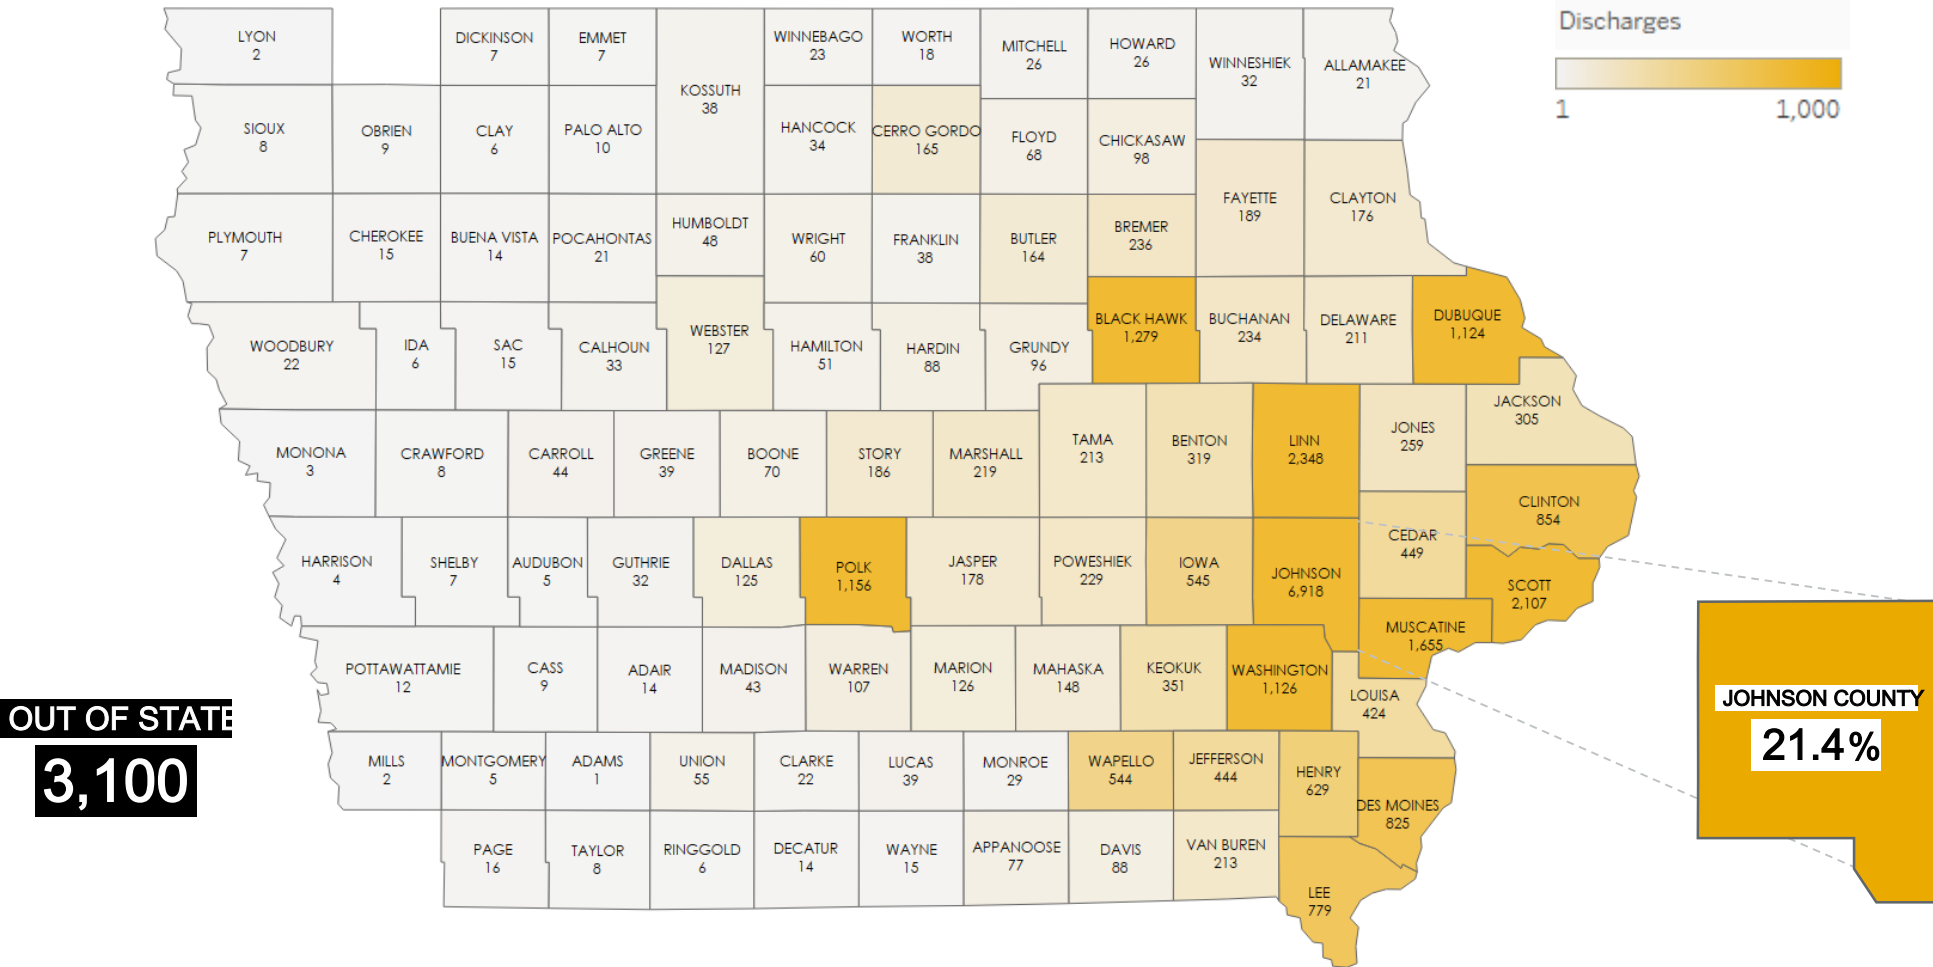 Discharges
1
1,000
LYON
2
DICKINSON
7
EMMET
7
KOSSUTH
38
WINNEBAGO
23
WORTH
18
MITCHELL
26
HOWARD
26
WINNESHIEK
32
ALLAMAKEE
21
SIOUX
8
OBRIEN
9
CLAY
6
PALO ALTO
10
HANCOCK
34
CERRO GORDO
165
FLOYD
68
CHICKASAW
98
FAYETTE
189
CLAYTON
176
PLYMOUTH
7
CHEROKEE
15
BUENA VISTA
14
POCAHONTAS
21
HUMBOLDT
48
WRIGHT
60
FRANKLIN
38
BUTLER
164
BREMER
236
WOODBURY
22
IDA
6
SAC
15
CALHOUN
33
WEBSTER
127
HAMILTON
51
HARDIN
88
GRUNDY
96
BLACK HAWK
1,279
BUCHANAN
234
DELAWARE
211
DUBUQUE
1,124
MONONA
3
CRAWFORD
8
CARROLL
44
GREENE
39
BOONE
70
STORY
186
MARSHALL
219
TAMA
213
BENTON
319
LINN
2,348
JONES
259
JACKSON
305
CLINTON
854
HARRISON
4
SHELBY
7
AUDUBON
5
GUTHRIE
32
DALLAS
125
POLK
1,156
JASPER
178
POWESHIEK
229
IOWA
545
JOHNSON
6,918
CEDAR
449
SCOTT
2,107
MUSCATINE
1,655
POTTAWATTAMIE
12
CASS
9
ADAIR
14
MADISON
43
WARREN
107
MARION
126
MAHASKA
148
KEOKUK
351
WASHINGTON
1,126
LOUISA
424
MILLS
2
MONTGOMERY
5
ADAMS
1
UNION
55
CLARKE
22
LUCAS
39
MONROE
29
WAPELLO
544
JEFFERSON
444
HENRY
629
DES MOINES
825
PAGE
16
TAYLOR
8
RINGGOLD
6
DECATUR
14
WAYNE
15
APPANOOSE
77
DAVIS
88
VAN BUREN
213
LEE
779
OUT OF STATE
3,100
JOHNSON COUNTY
21.4%